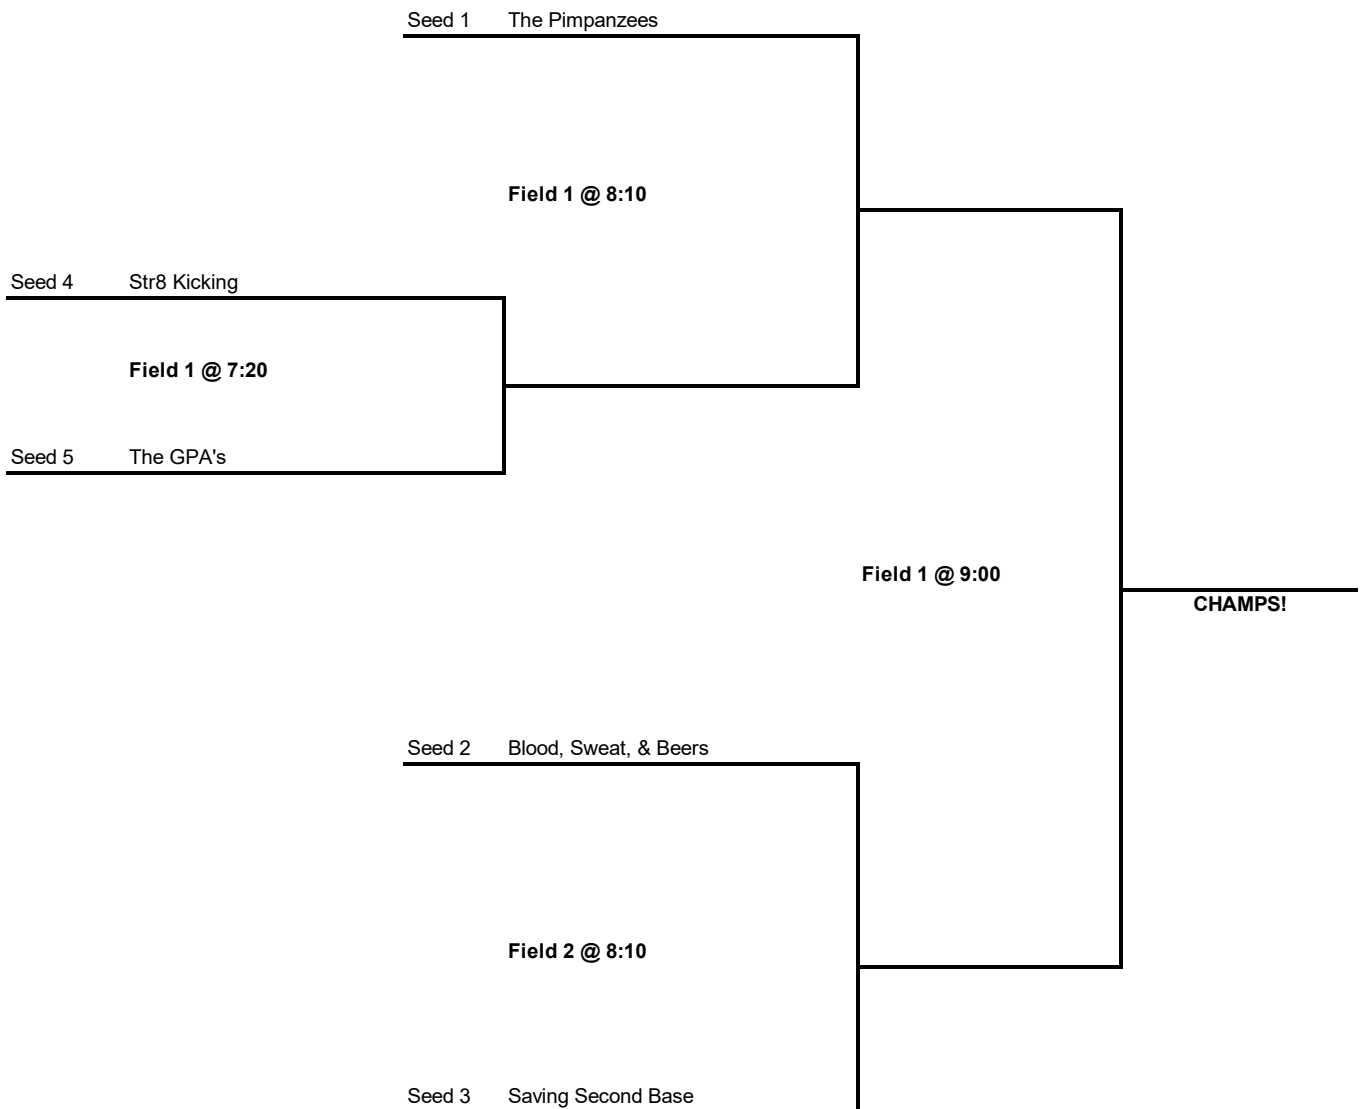 Seed 1 The Pimpanzees
Field 1 @ 8:10
Seed 4 Str8 Kicking
Field 1 @ 7:20
Seed 5 The GPA's
Field 1 @ 9:00
CHAMPS!
Seed 2 Blood, Sweat, & Beers
Field 2 @ 8:10
Seed 3 Saving Second Base